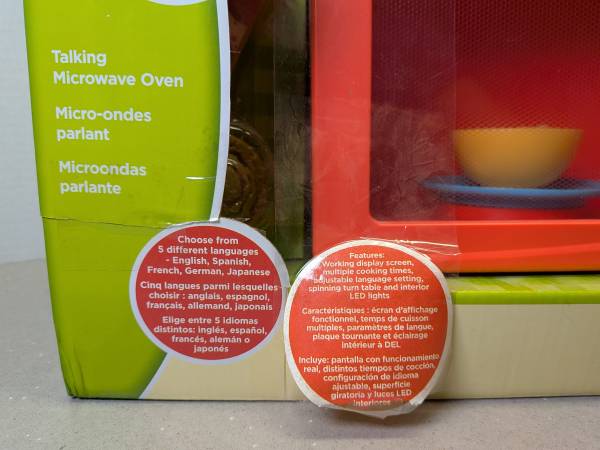 Talking
Microwave Oven
Micro-ondes
parlant
Microondas
parlante
Choose from
5 different languages
- English, Spanish,
French, German, Japanese
Cinq langues parmi lesquelles
choisir : anglais, espagnol,
français, allemand, japonais
Elige entre 5 idiomas
distintos: inglés, español,
francés, alemán o
japonés
Features:
Working display screen,
multiple cooking times,
adjustable language setting,
spinning turn table and interior
LED lights
Caractéristiques : écran d'affichage
fonctionnel, temps de cuisson
multiples, paramètres de langue,
plaque tournante et éclairage
intérieur à DEL
Incluye: pantalla con funcionamiento
real, distintos tiempos de cocción,
configuración de idioma
ajustable, superficie
giratoria y luces LED
interiores